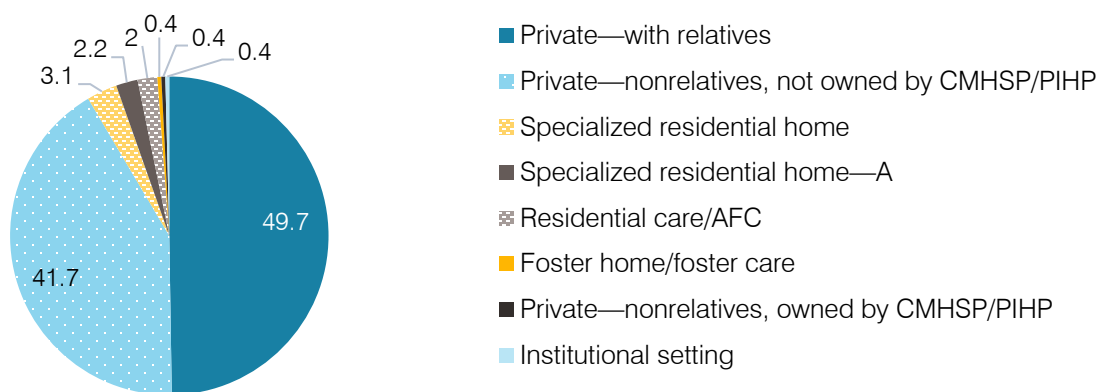 0.4
2
0.4
2.2
0.4
3.1
49.7
41.7
Private—with relatives
Private—nonrelatives, not owned by CMHSP/PIHP
Specialized residential home
Specialized residential home—A
Residential care/AFC
Foster home/foster care
Private—nonrelatives, owned by CMHSP/PIHP
Institutional setting